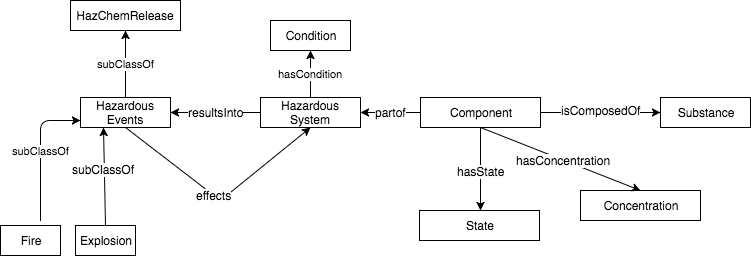 HazChemRelease
Condition
subClassOf
hasCondition
Hazardous
Events
resultsInto
Hazardous
System
partof
Component
isComposedOf
Substance
subClassOf
subClassOf
effects
hasState
hasConcentration
Concentration
Fire
Explosion
State